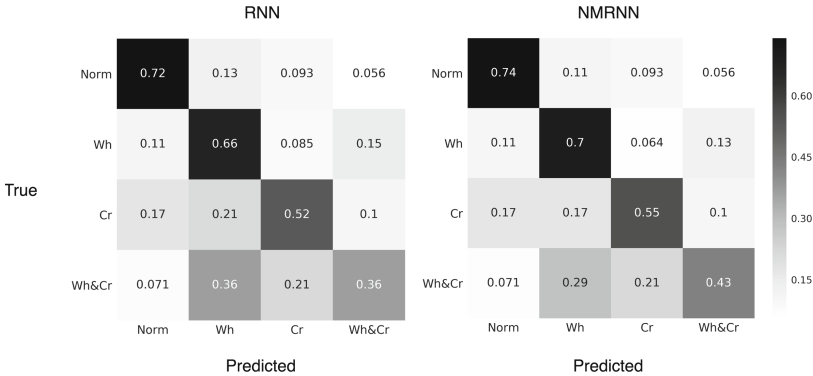 RNN NMRNN
Norm 0.72 0.13 0.093 0.056 Norm 0.74 0.11 0.093 0.056
0.60
Wh 0.11 0.66 0.085 0.15 Wh 0.11 0.7 0.064 0.13
0.45
True
Cr 0.17 0.21 0.52 0.1 Cr 0.17 0.17 0.55 0.1
0.30
Wh&Cr 0.071 0.36 0.21 0.36 Wh&Cr 0.071 0.29 0.21 0.43
0.15
Norm Wh Cr Wh&Cr Norm Wh Cr Wh&Cr
Predicted Predicted